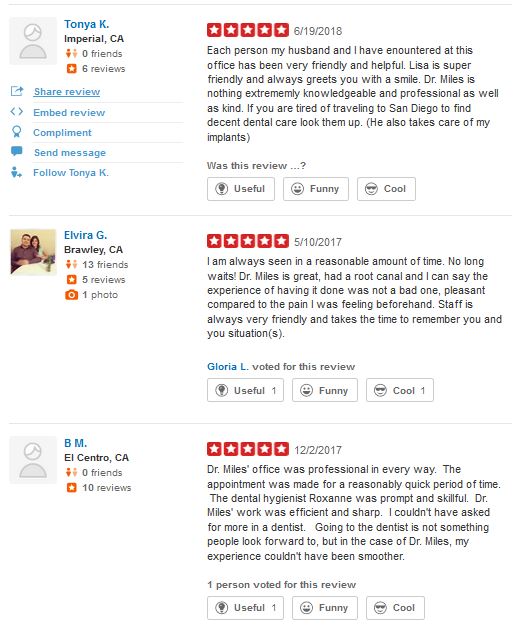 Tonya K.
Imperial, CA
0 friends
6 reviews
Share review
Embed review
Compliment
Send message
Follow Tonya K.
6/19/2018
Each person my husband and I have enountered at this
office has been very friendly and helpful. Lisa is super
friendly and always greets you with a smile. Dr. Miles is
nothing extrememly knowledgeable and professional as well
as kind. If you are tired of traveling to San Diego to find
decent dental care look them up. (He also takes care of my
implants)
Was this review ...?
Useful
Funny
Cool
Elvira G.
Brawley, CA
13 friends
5 reviews
1 photo
5/10/2017
I am always seen in a reasonable amount of time. No long
waits! Dr. Miles is great, had a root canal and I can say the
experience of having it done was not a bad one, pleasant
compared to the pain I was feeling beforehand. Staff is
always very friendly and takes the time to remember you and
you situation(s).
Gloria L. voted for this review
Useful 1
Funny
Cool 1
B M.
El Centro, CA
0 friends
10 reviews
12/2/2017
Dr. Miles' office was professional in every way. The
appointment was made for a reasonably quick period of time.
The dental hygienist Roxanne was prompt and skillful. Dr.
Miles' work was efficient and sharp. I couldn't have asked
for more in a dentist. Going to the dentist is not something
people look forward to, but in the case of Dr. Miles, my
experience couldn't have been smoother.
1 person voted for this review
Useful 1
Funny
Cool